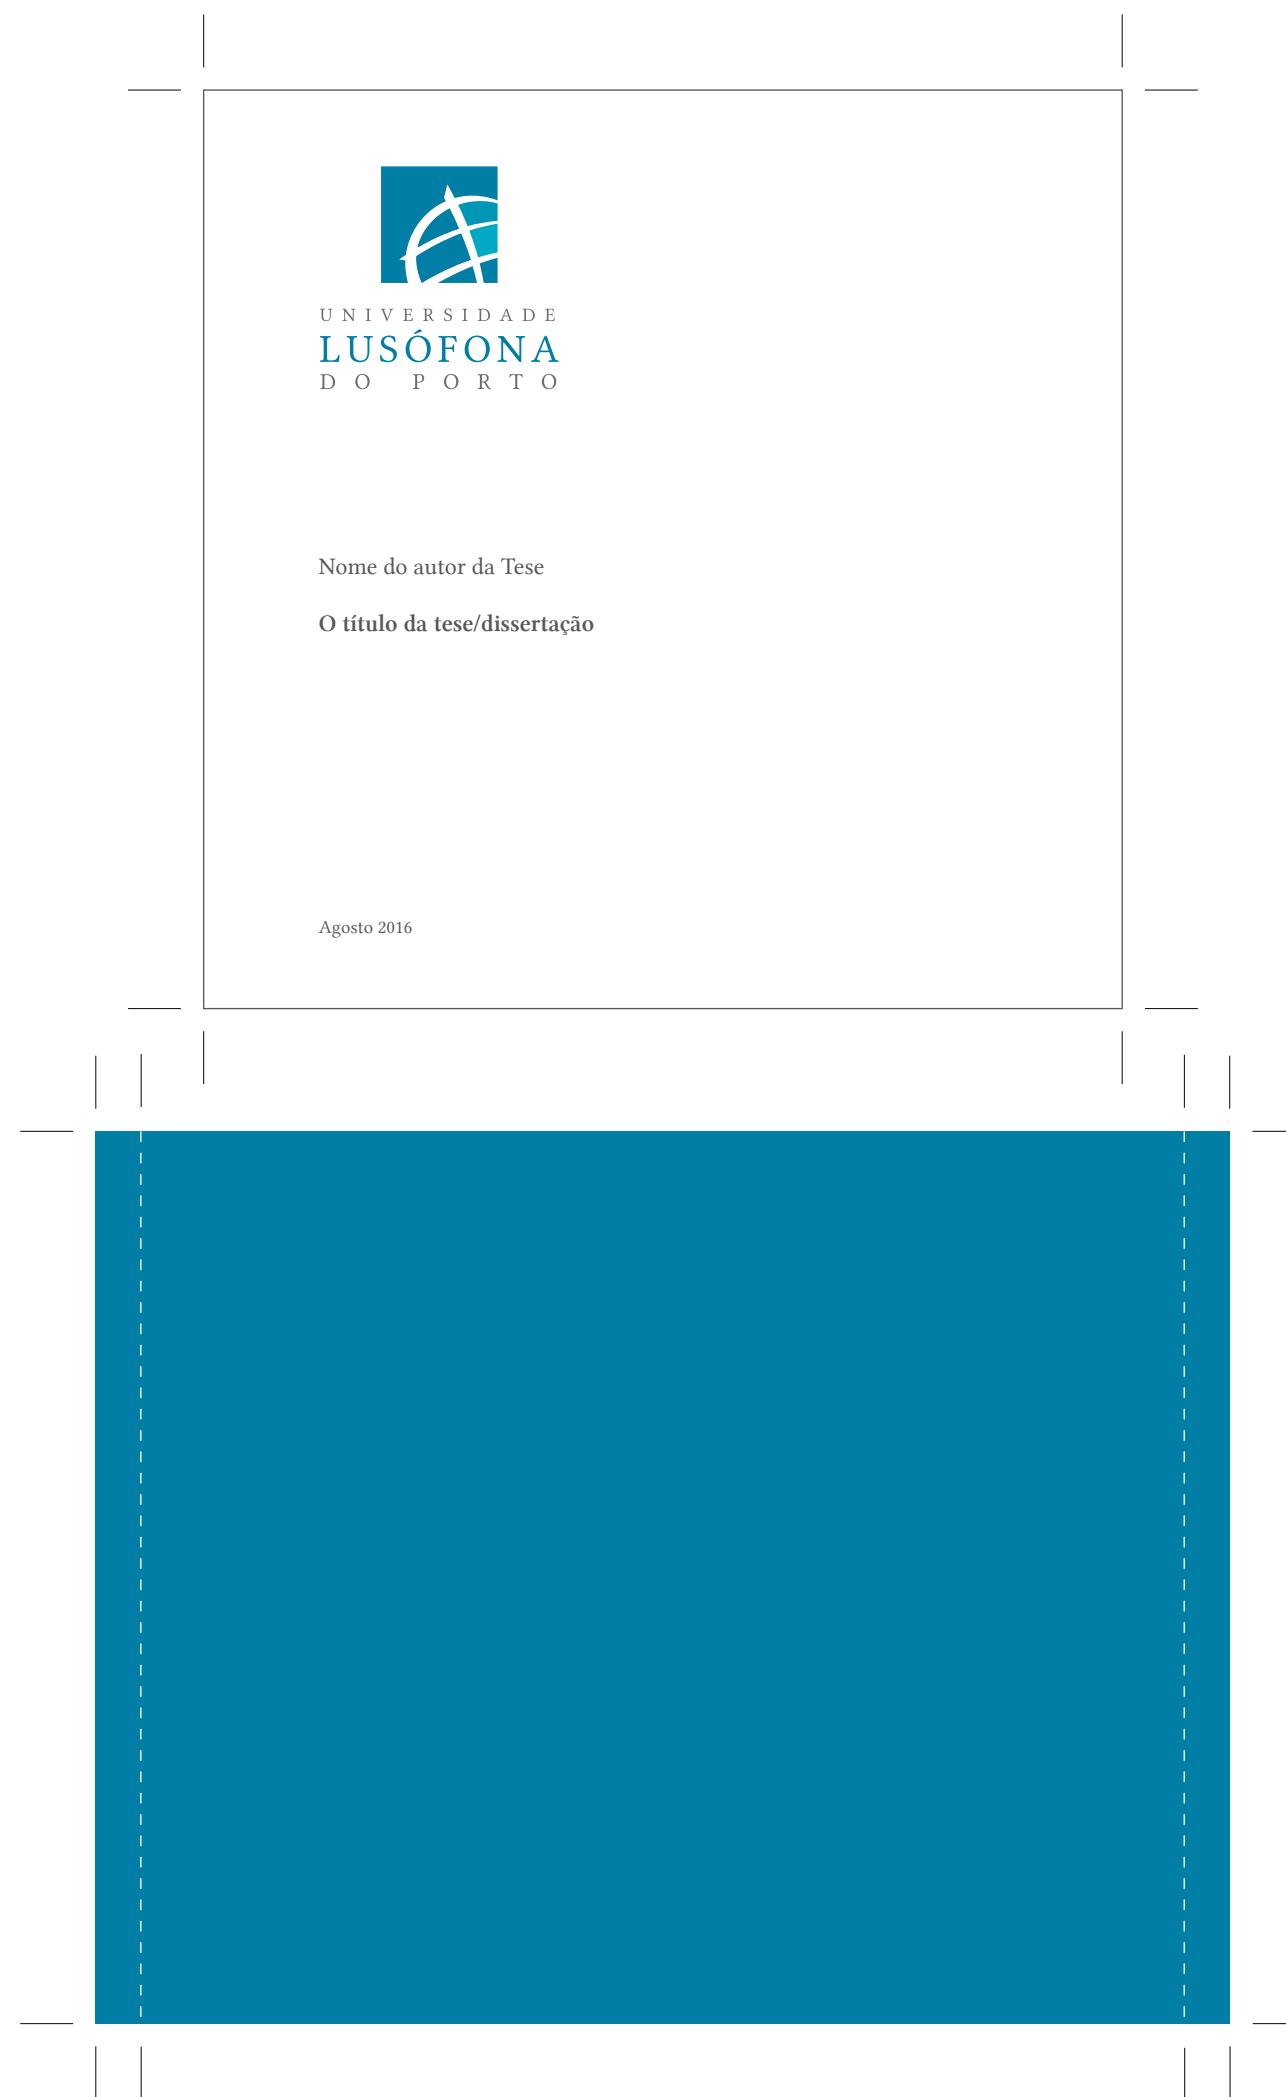 UNIVERSIDADE
LUSÓFONA
DO PORTO
Nome do autor da Tese
O título da tese/dissertação
Agosto 2016